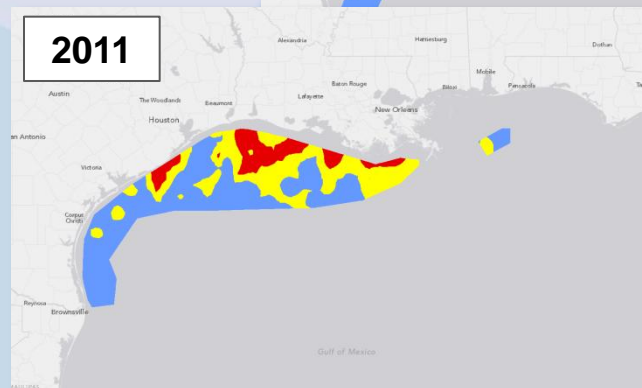 2011
Alexandria
Hattiesburg
Dothan
Mobile
Pensacola
Biloxi
Baton Rouge
Lafayette
New Orleans
Austin
The Woodlands
Beaumont
Houston
an Antonio
Victoria
Corpus
Christi
Reynosa
Brownsville
Gulf of Mexico